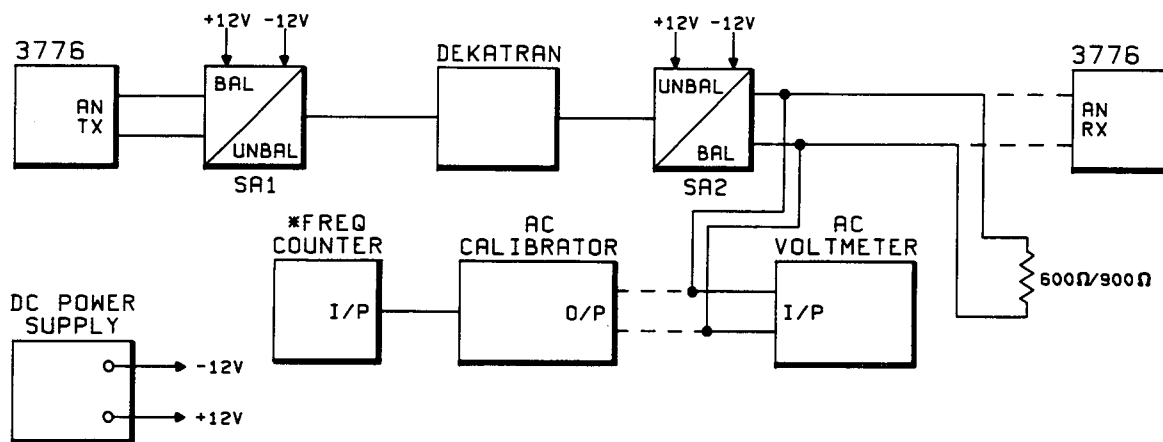 +12V -12V
3776
AN
TX
BAL
UNBAL
SA1
DEKATRAN
+12V -12V
UNBAL
BAL
SA2
3776
AN
RX
*FREQ
COUNTER
I/P
AC
CALIBRATOR
O/P
AC
VOLTMETER
I/P
600Ω/900Ω
DC POWER
SUPPLY
-12V
+12V